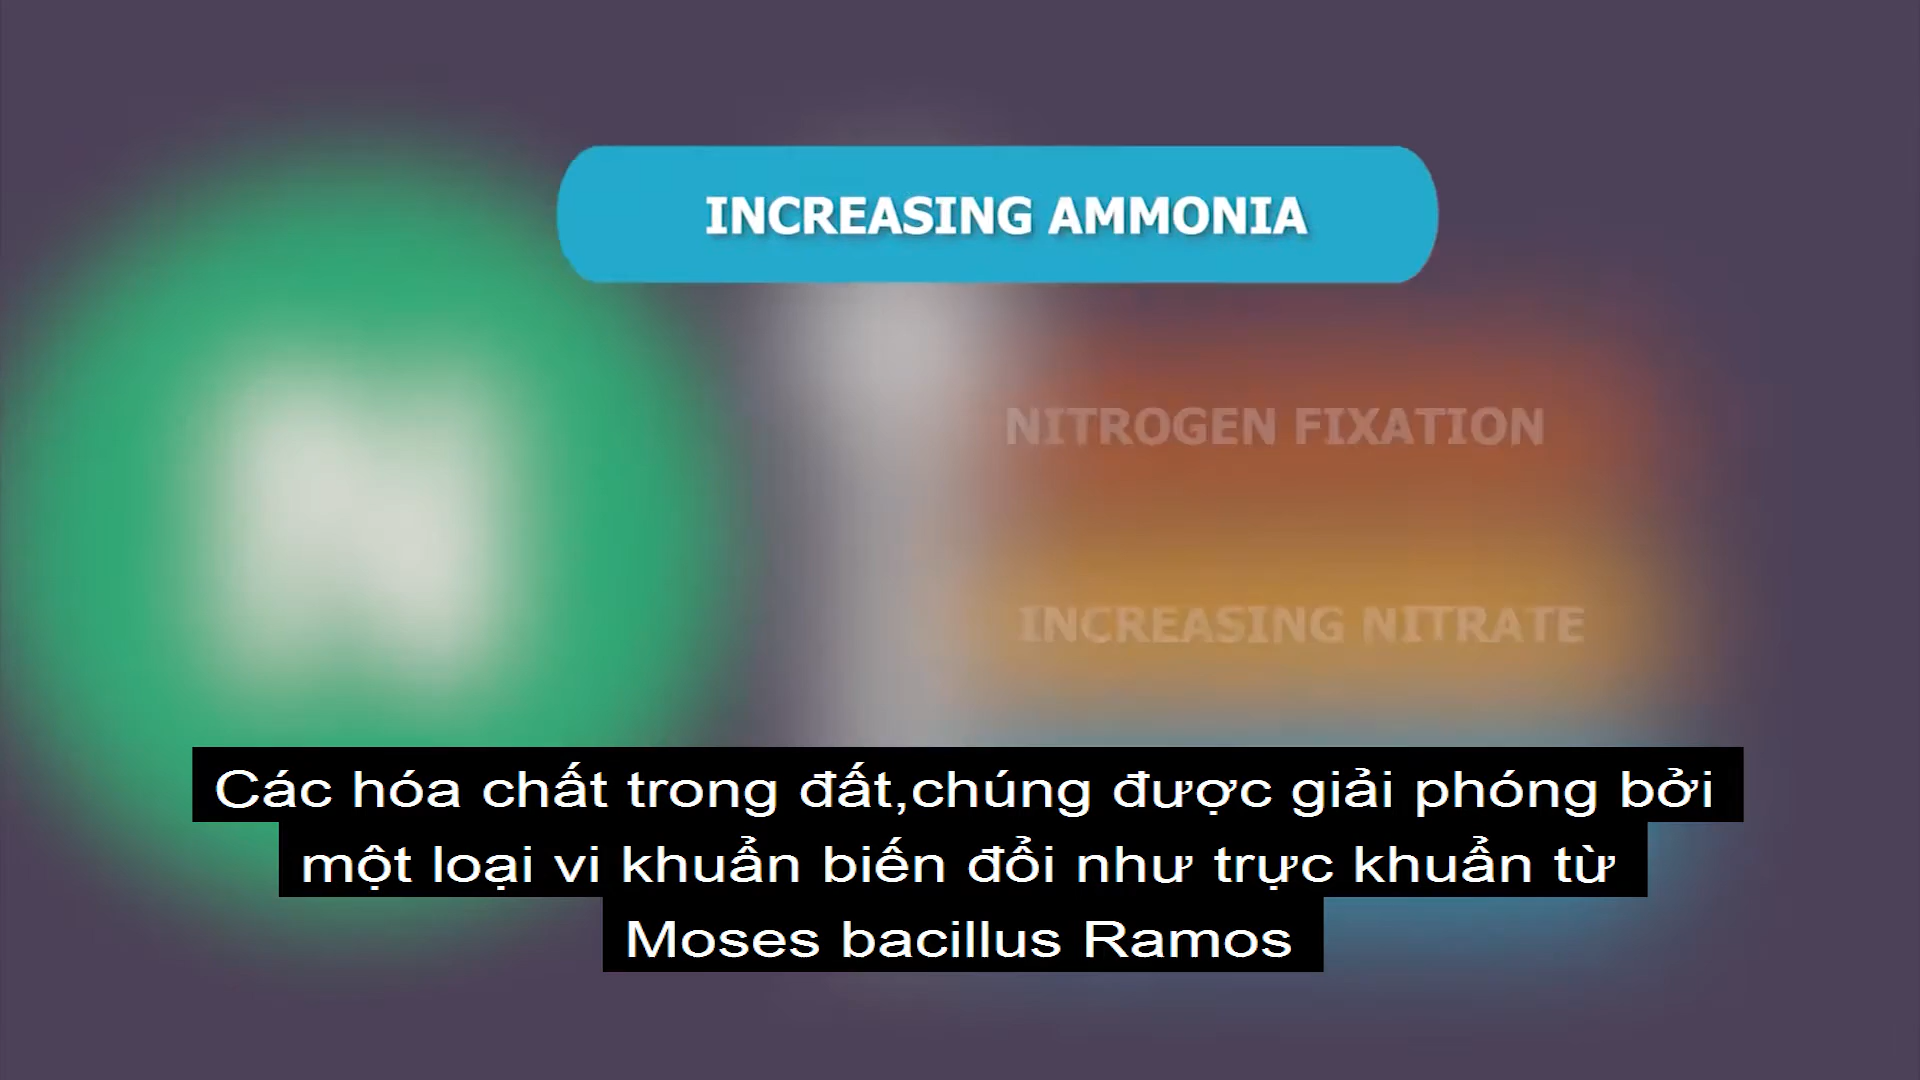 INCREASING AMMONIA
NITROGEN FIXATION
INCREASING NITRATE
Các hóa chất trong đất,chúng được giải phóng bởi
một loại vi khuẩn biến đổi như trực khuẩn từ
Moses bacillus Ramos